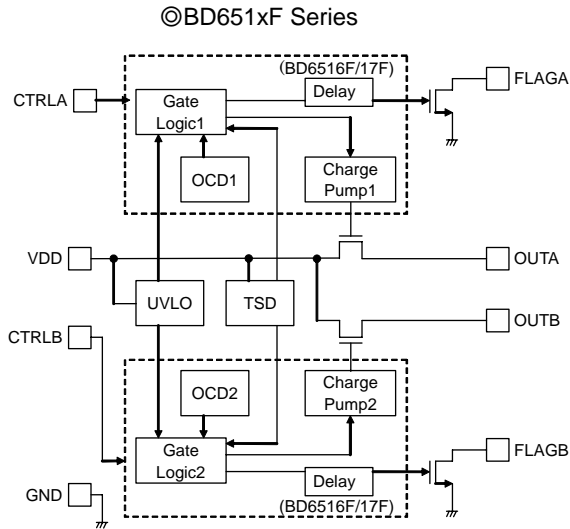 ◎BD651xF Series
(BD6516F/17F)
Delay
FLAGA
CTRLA
Gate
Logic1
OCD1
Charge
Pump1
VDD
OUTA
UVLO
TSD
OUTB
CTRLB
OCD2
Charge
Pump2
Gate
Logic2
FLAGB
Delay
(BD6516F/17F)
GND